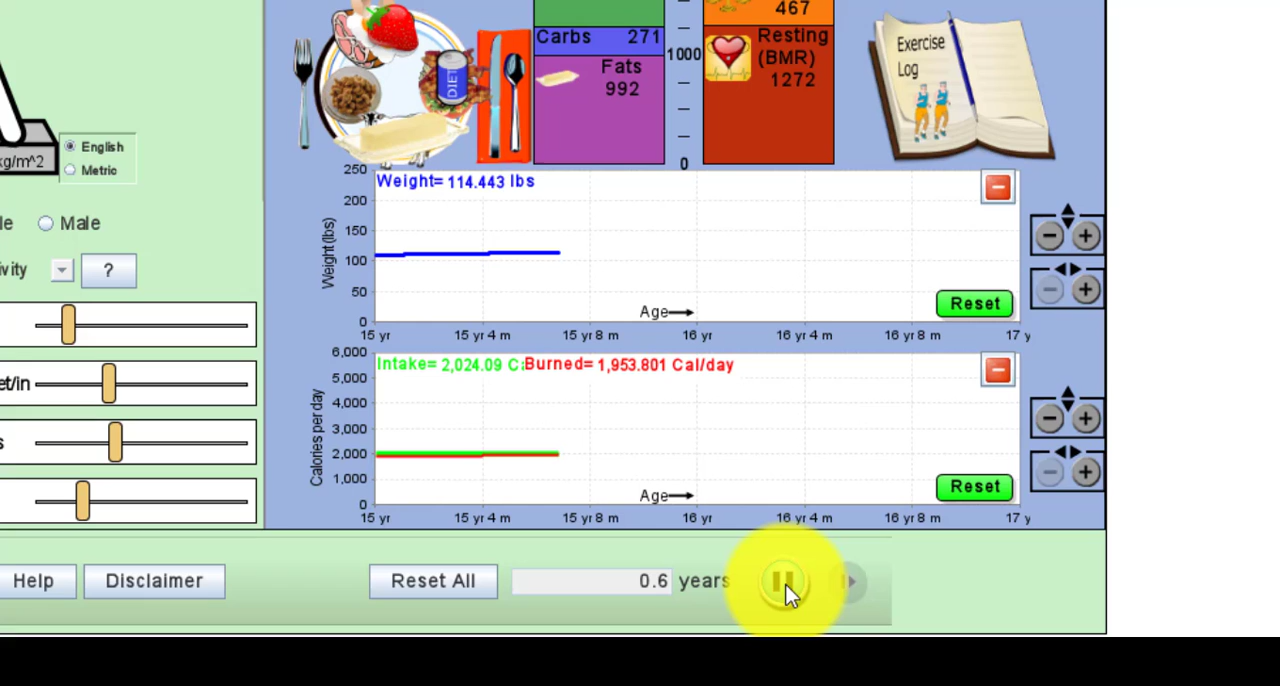 467
Carbs 271
1000
Resting
(BMR)
1272
Fats
992
Exercise
Log
DIET
0
English
Metric
kg/m^2
le
Male
ivity
?
et/in
s
250
200
150
100
50
0
Weight(lbs)
Weight= 114.443 lbs
Age
Reset
15 yr
15 yr 4 m
15 yr 8 m
16 yr
16 yr 4 m
16 yr 8 m
17 y
6,000
5,000
4,000
3,000
2,000
1,000
0
Calories per day
Intake= 2,024.09 C
Burned= 1,953.801 Cal/day
Age
Reset
15 yr
15 yr 4 m
15 yr 8 m
16 yr
16 yr 4 m
16 yr 8 m
17 y
Help
Disclaimer
Reset All
0.6 years